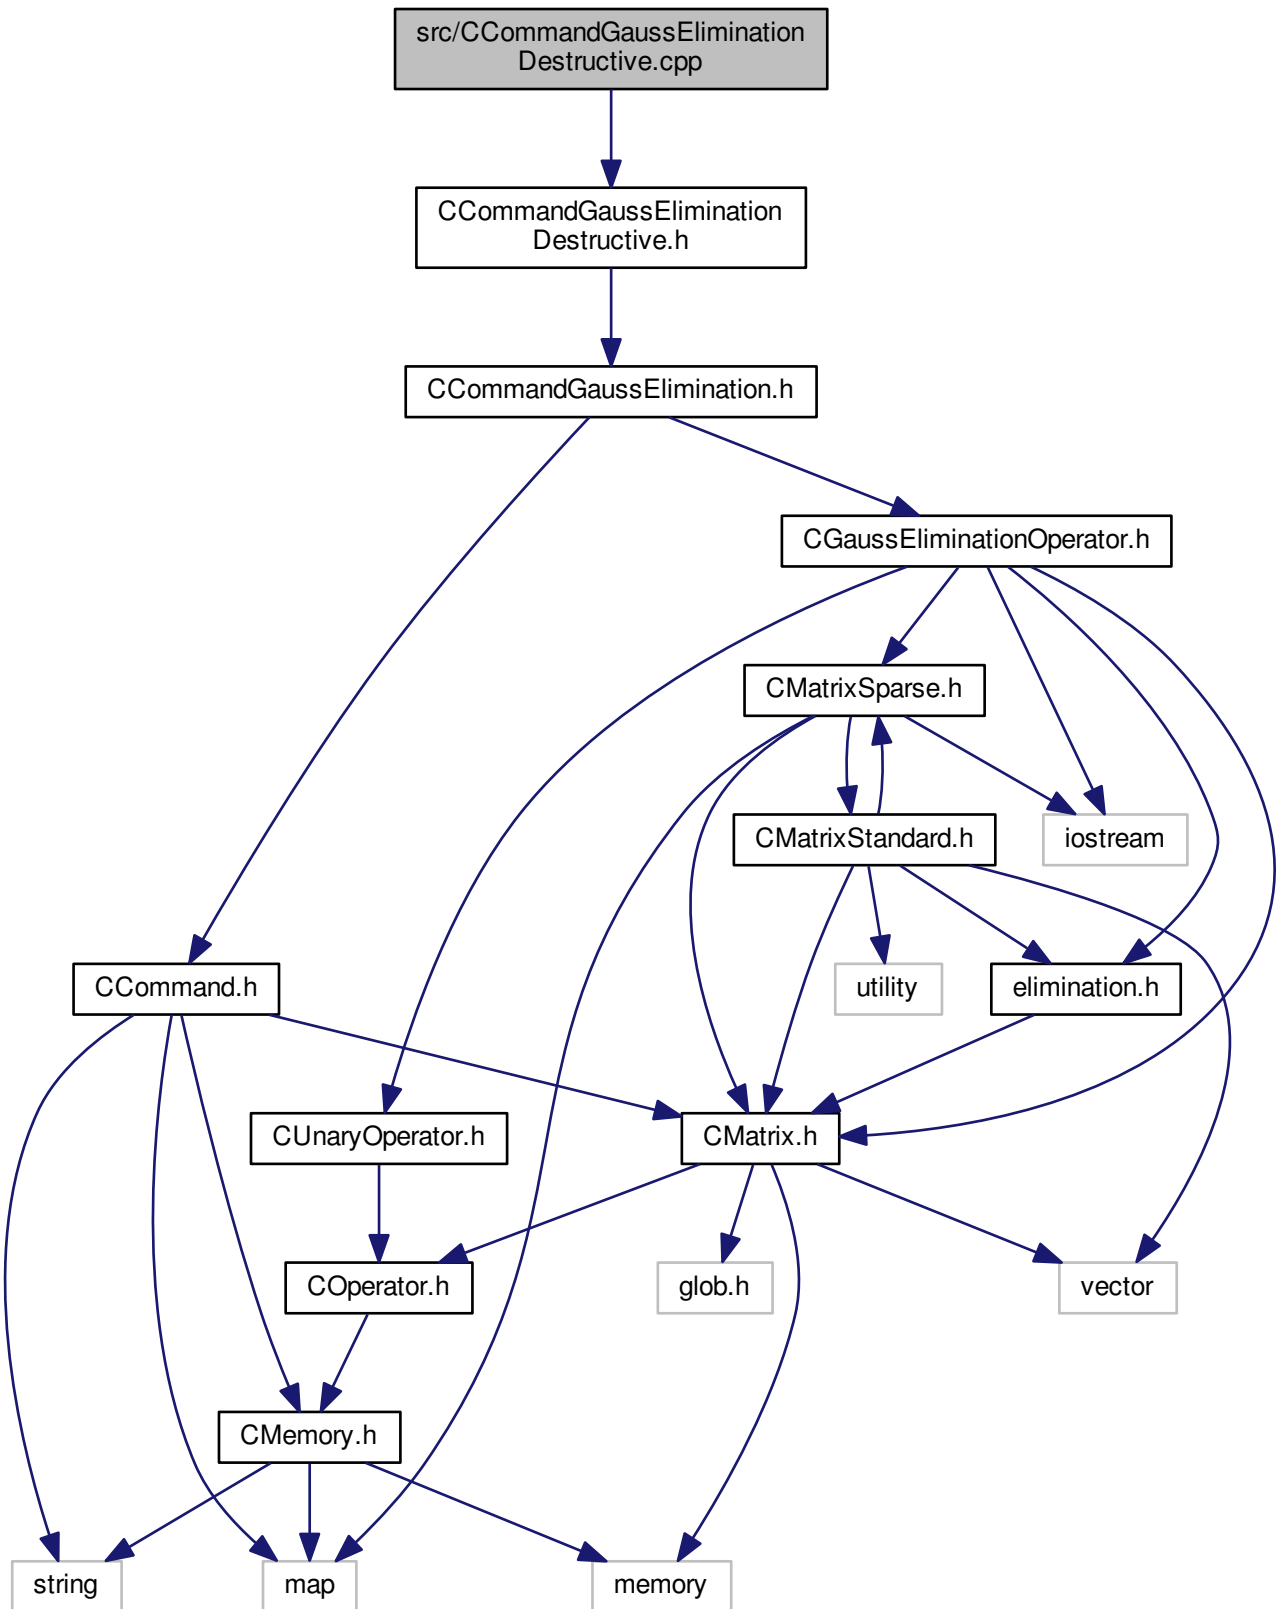 src/CCommandGaussElimination
Destructive.cpp
CCommandGaussElimination
Destructive.h
CCommandGaussElimination.h
CGaussEliminationOperator.h
CMatrixSparse.h
CMatrixStandard.h
iostream
CCommand.h
utility
elimination.h
CUnaryOperator.h
CMatrix.h
COperator.h
glob.h
vector
CMemory.h
string
map
memory